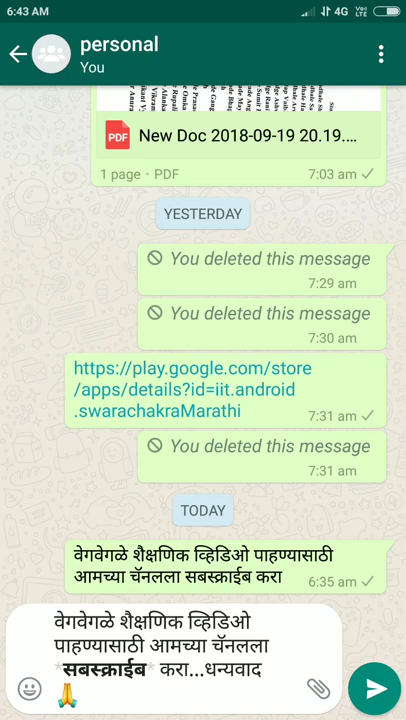 6:43 AM
4G
VoLTE
personal
You
PDF
New Doc 2018-09-19 20.19....
1 page • PDF
7:03 am
YESTERDAY
You deleted this message
7:29 am
You deleted this message
7:30 am
https://play.google.com/store
/apps/details?id=iit.android
.swarachakraMarathi
7:31 am
You deleted this message
7:31 am
TODAY
वेगवेगळे शैक्षणिक व्हिडिओ पाहण्यासाठी
आमच्या चॅनलला सबस्क्राईब करा
6:35 am
वेगवेगळे शैक्षणिक व्हिडिओ
पाहण्यासाठी आमच्या चॅनलला
*सबस्क्राईब* करा...धन्यवाद
🙏